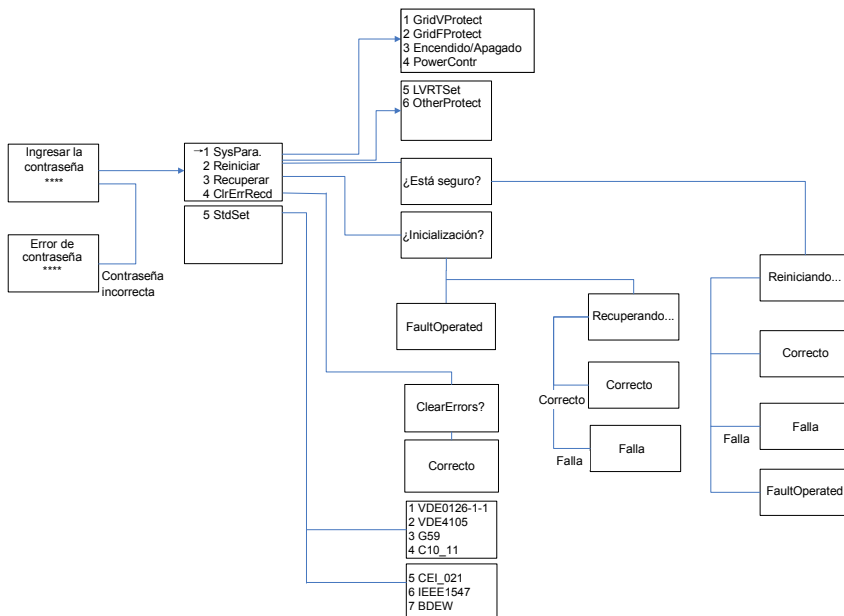 Ingresar la
contraseña
****
Error de
contraseña
****
Contraseña
incorrecta
→1 SysPara.
2 Reiniciar
3 Recuperar
4 ClrErrRecd
5 StdSet
1 GridVProtect
2 GridFProtect
3 Encendido/Apagado
4 PowerContr
5 LVRTSet
6 OtherProtect
¿Está seguro?
¿Inicialización?
FaultOperated
Recuperando...
Correcto
Correcto
Falla
Falla
ClearErrors?
Correcto
1 VDE0126-1-1
2 VDE4105
3 G59
4 C10_11
5 CEI_021
6 IEEE1547
7 BDEW
Reiniciando...
Correcto
Falla
Falla
FaultOperated